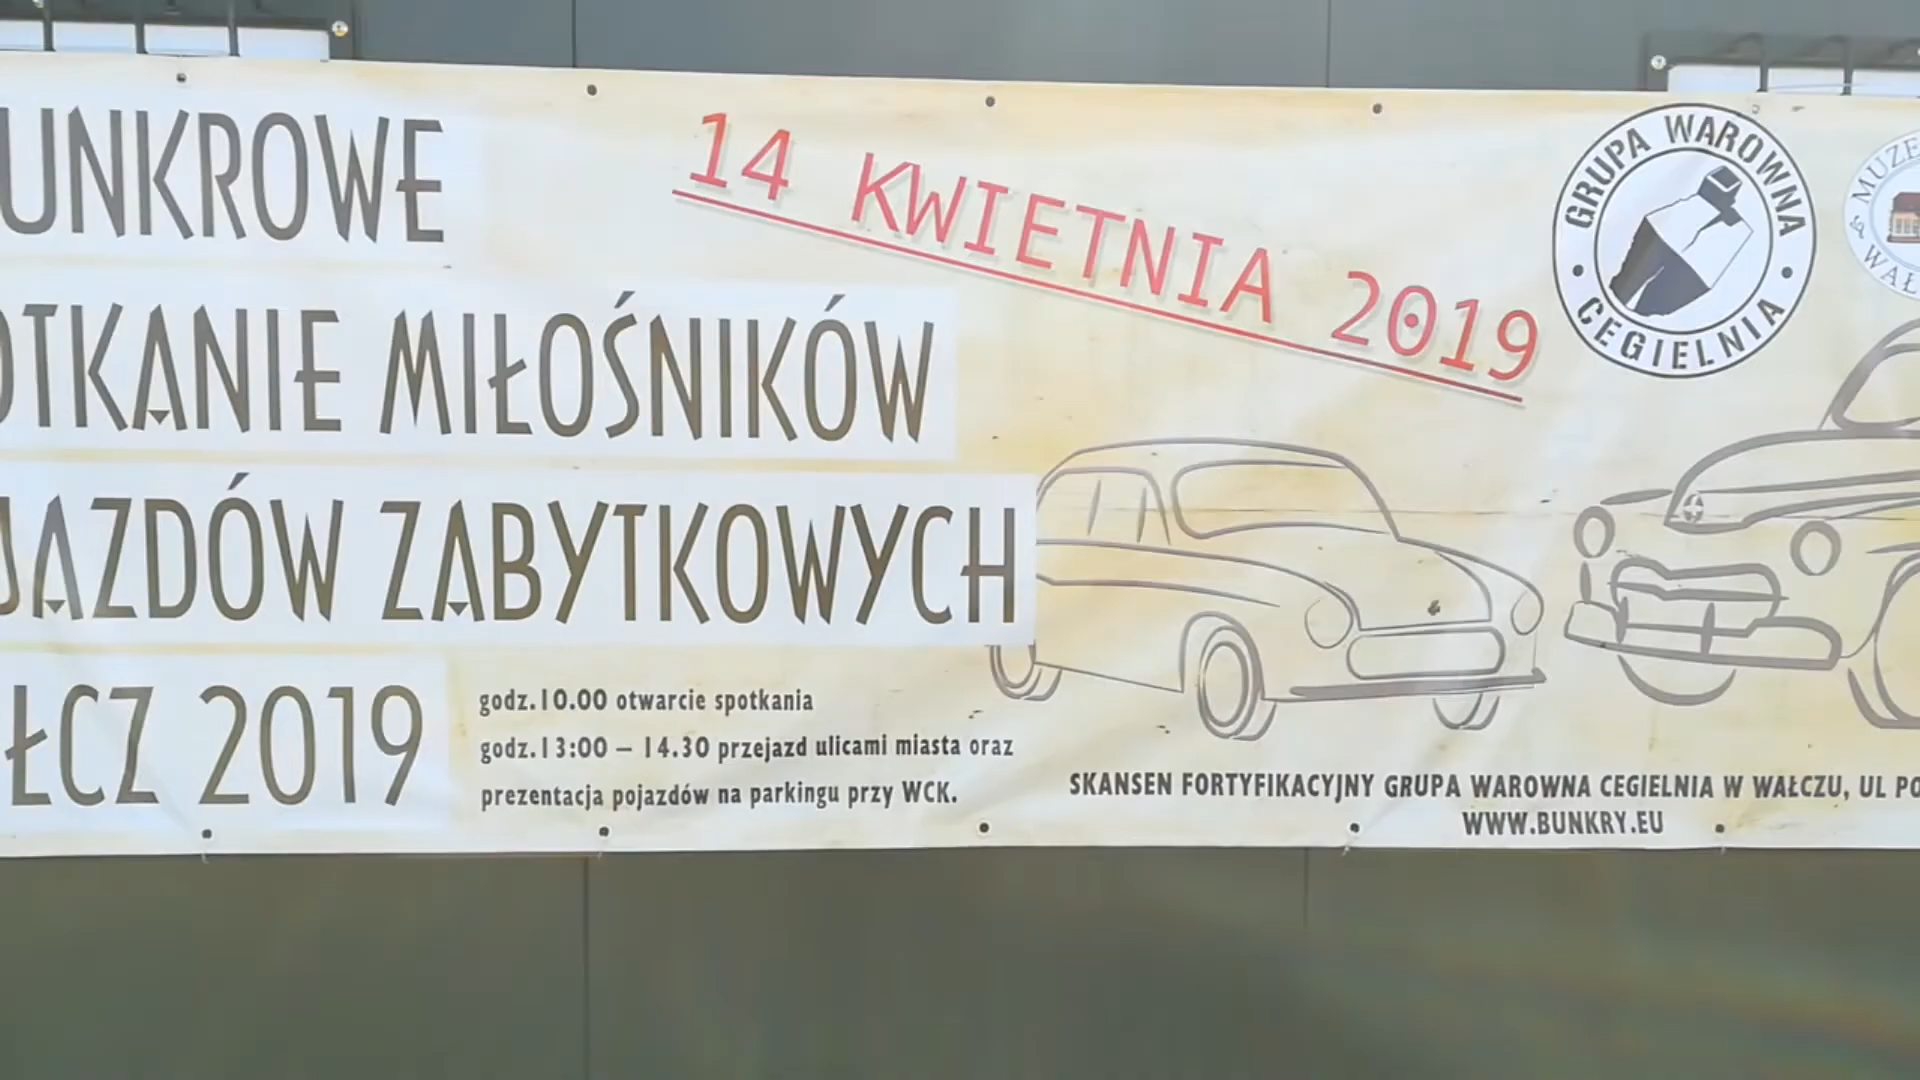 UNKROWE
14 KWIETNIA 2019
GRUPA WAROWNA
CEGIELNIA
MUZE
WAŁ
OTKANIE MIŁOŚNIKÓW
JAZDÓW ZABYTKOWYCH
ŁCZ 2019
godz.10.00 otwarcie spotkania
godz.13:00 – 14.30 przejazd ulicami miasta oraz
prezentacja pojazdów na parkingu przy WCK.
SKANSEN FORTYFIKACYJNY GRUPA WAROWNA CEGIELNIA W WAŁCZU, UL PO
WWW.BUNKRY.EU